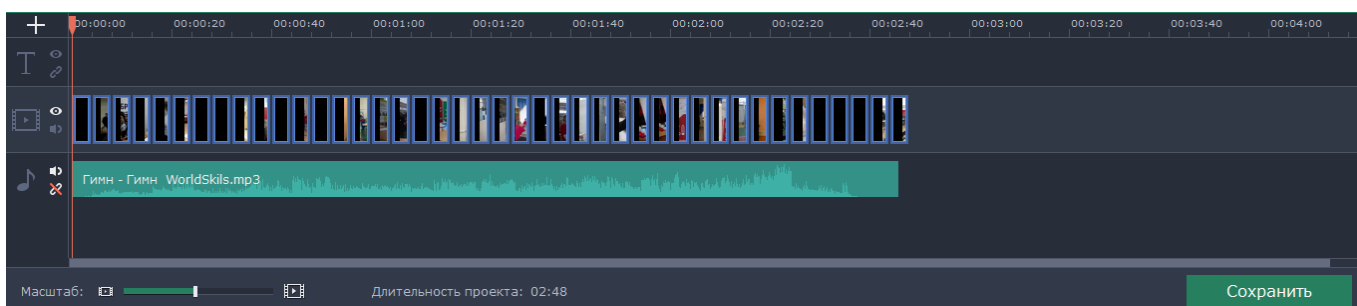 00:00:00 00:00:20 00:00:40 00:01:00 00:01:20 00:01:40 00:02:00 00:02:20 00:02:40 00:03:00 00:03:20 00:03:40 00:04:00
T
Гимн - Гимн WorldSkils.mp3
Масштаб: Длительность проекта: 02:48 Сохранить